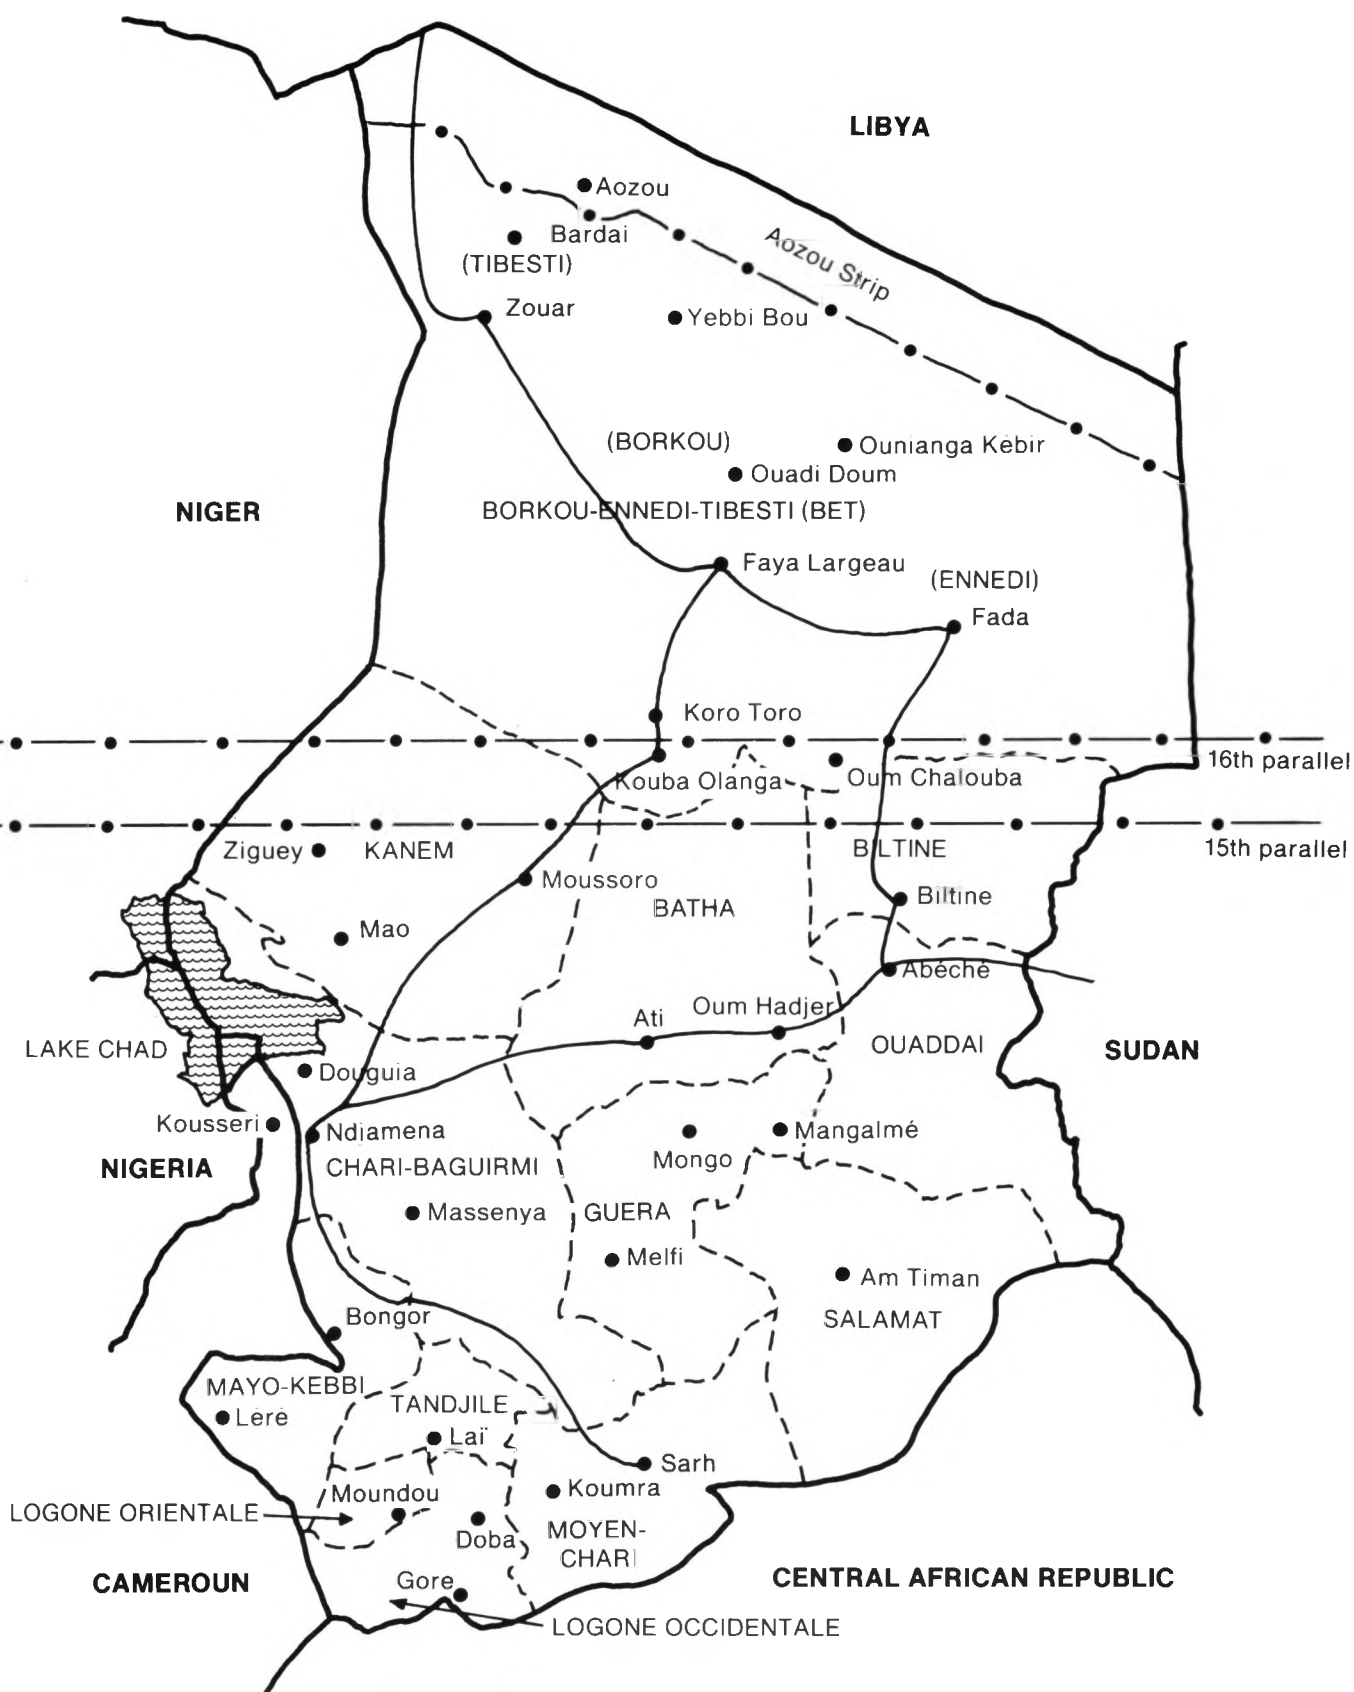 LIBYA
Aozou
Bardai
(TIBESTI)
Aozou Strip
Zouar
Yebbi Bou
(BORKOU)
Ounianga Kébir
Ouadi Doum
NIGER
BORKOU-ENNEDI-TIBESTI (BET)
Faya Largeau
(ENNEDI)
Fada
Koro Toro
16th parallel
Kouba Olanga
Oum Chalouba
Ziguey
KANEM
BILTINE
15th parallel
Moussoro
Biltine
BATHA
Mao
Abéché
Oum Hadjer
Ati
LAKE CHAD
OUADDAI
SUDAN
Douguia
Kousseri
Ndjamena
Mangalmé
NIGERIA
CHARI-BAGUIRMI
Mongo
Massenya
GUERA
Melfi
Am Timan
Bongor
SALAMAT
MAYO-KEBBI
TANDJILE
Léré
Laï
Sarh
Moundou
Koumra
LOGONE ORIENTALE
Doba
MOYEN-
CHARI
CAMEROUN
Gore
CENTRAL AFRICAN REPUBLIC
LOGONE OCCIDENTALE